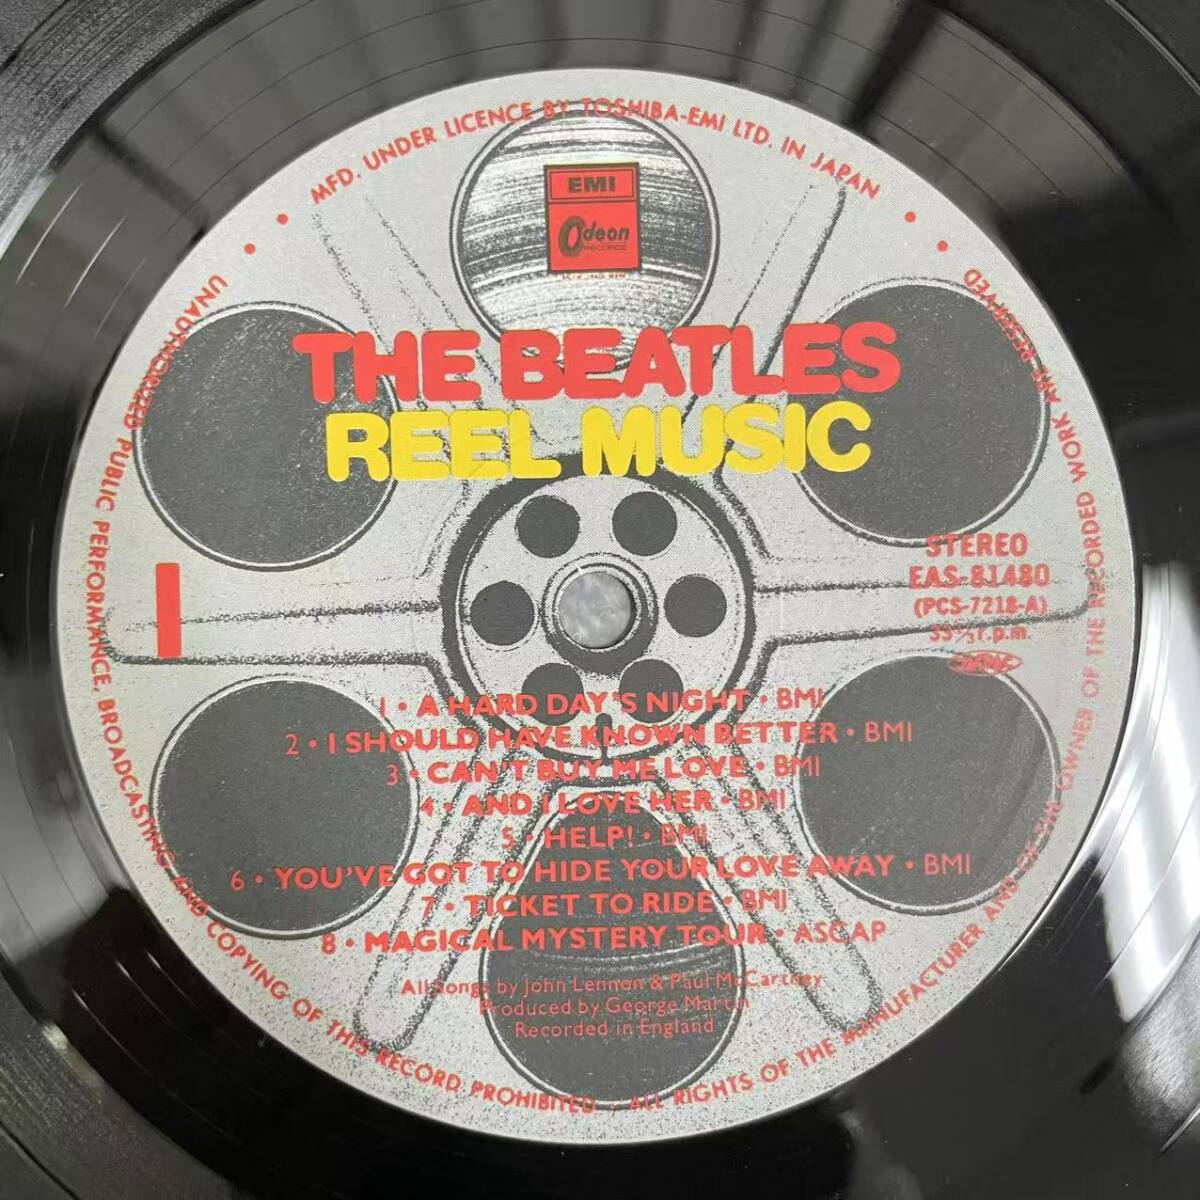 MFD. UNDER LICENCE BY TOSHIBA-EMI LTD. IN JAPAN
EMI
Odeon
RECORDS
THE BEATLES
REEL MUSIC
STEREO
EAS-81480
(PCS-7218-A)
33⅓ r.p.m.
I
1 • A HARD DAY'S NIGHT • BMI
2 • I SHOULD HAVE KNOWN BETTER • BMI
3 • CAN'T BUY ME LOVE • BMI
4 • AND I LOVE HER • BMI
5 • HELP! • BMI
6 • YOU'VE GOT TO HIDE YOUR LOVE AWAY • BMI
7 • TICKET TO RIDE • BMI
8 • MAGICAL MYSTERY TOUR • ASCAP
All Songs by John Lennon & Paul McCartney
Produced by George Martin
Recorded in England
UNAUTHORIZED PUBLIC PERFORMANCE, BROADCASTING AND COPYING OF THIS RECORD PROHIBITED • ALL RIGHTS OF THE MANUFACTURER AND OF THE OWNER OF THE RECORDED WORK ARE RESERVED